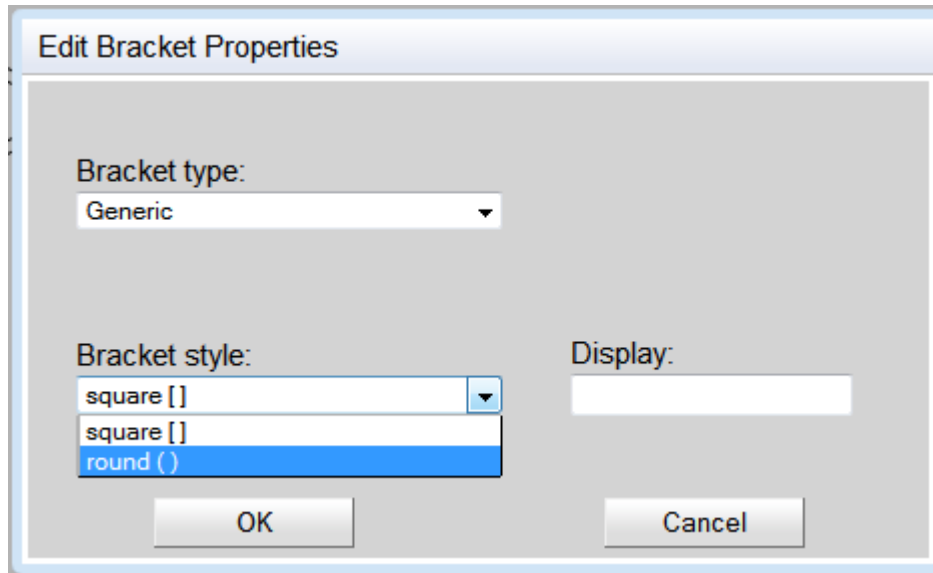 Edit Bracket Properties
Bracket type:
Generic
Bracket style:
Display:
square [ ]
square [ ]
round ( )
OK
Cancel